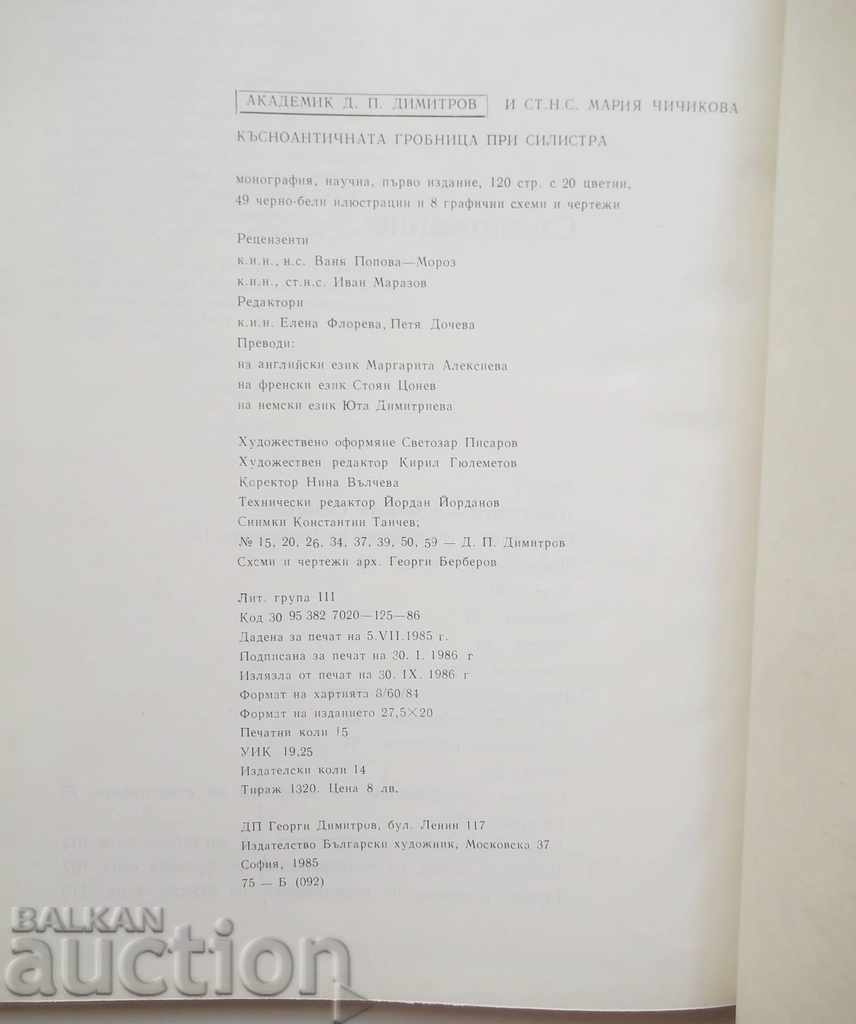 АКАДЕМИК Д. П. ДИМИТРОВ И СТ.Н.С. МАРИЯ ЧИЧИКОВА
КЪСНОАНТИЧНАТА ГРОБНИЦА ПРИ СИЛИСТРА
монография, научна, първо издание, 120 стр. с 20 цветни,
49 черно-бели илюстрации и 8 графични схеми и чертежи
Рецензенти
к.и.н., н.с. Ваня Попова—Мороз
к.и.н., ст.н.с. Иван Маразов
Редактори
к.и.н. Елена Флорева, Петя Дочева
Преводи:
на английски език Маргарита Алексиева
на френски език Стоян Цонев
на немски език Юта Димитриева
Художествено оформяне Светозар Писаров
Художествен редактор Кирил Гюлеметов
Коректор Нина Вълчева
Технически редактор Йордан Йорданов
Снимки Константин Танчев;
№ 15, 20, 26, 34, 37, 39, 50, 59 — Д. П. Димитров
Схеми и чертежи арх. Георги Берберов
Лит. група 111
Код 30 95 382 7020—125—86
Дадена за печат на 5.VII.1985 г.
Подписана за печат на 30. I. 1986 г
Излязла от печат на 30. IX. 1986 г
Формат на хартията 8/60/84
Формат на изданието 27,5×20
Печатни коли 15
УИК 19,25
Издателски коли 14
Тираж 1320. Цена 8 лв.
ДП Георги Димитров, бул. Ленин 117
Издателство Български художник, Московска 37
София, 1985
75 — Б (092)
BALKAN
auction